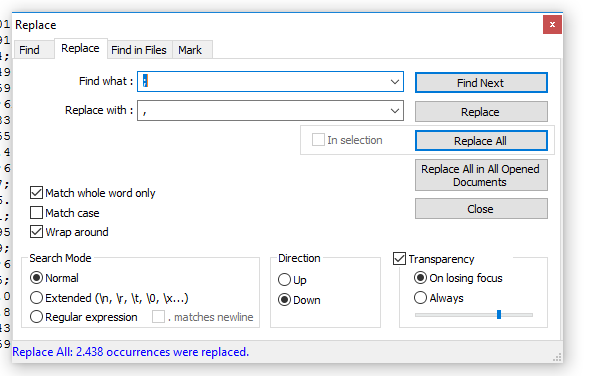 Replace
Find Replace Find in Files Mark
Find what : ; Find Next
Replace with : , Replace
In selection Replace All
Replace All in All Opened Documents
Close
Match whole word only
Match case
Wrap around
Search Mode Direction Transparency
Normal Up On losing focus
Extended (\n, \r, \t, \0, \x...) Down Always
Regular expression . matches newline
Replace All: 2.438 occurrences were replaced.